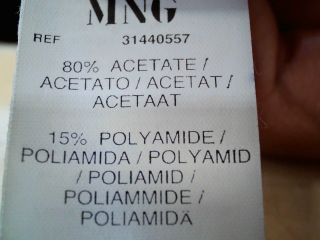 MNG
REF 31440557
80% ACETATE /
ACETATO / ACETAT /
ACETAAT
15% POLYAMIDE /
POLIAMIDA / POLYAMID
/ POLIAMID /
POLIAMMIDE /
POLIAMIDĂ